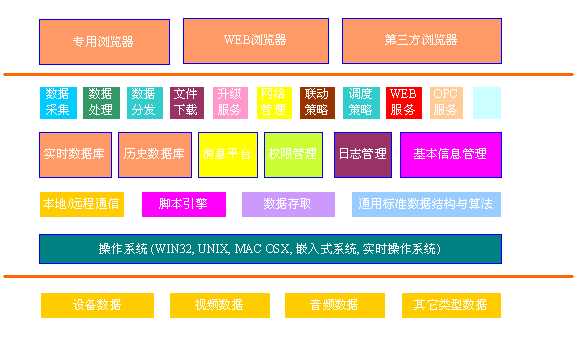 专用浏览器 WEB浏览器 第三方浏览器
数据采集 数据处理 数据分发 文件下载 升级服务 网络管理 联动策略 调度策略 WEB服务 OPC服务
实时数据库 历史数据库 消息平台 权限管理 日志管理 基本信息管理
本地/远程通信 脚本引擎 数据存取 通用标准数据结构与算法
操作系统 (WIN32, UNIX, MAC OSX, 嵌入式系统, 实时操作系统)
设备数据 视频数据 音频数据 其它类型数据